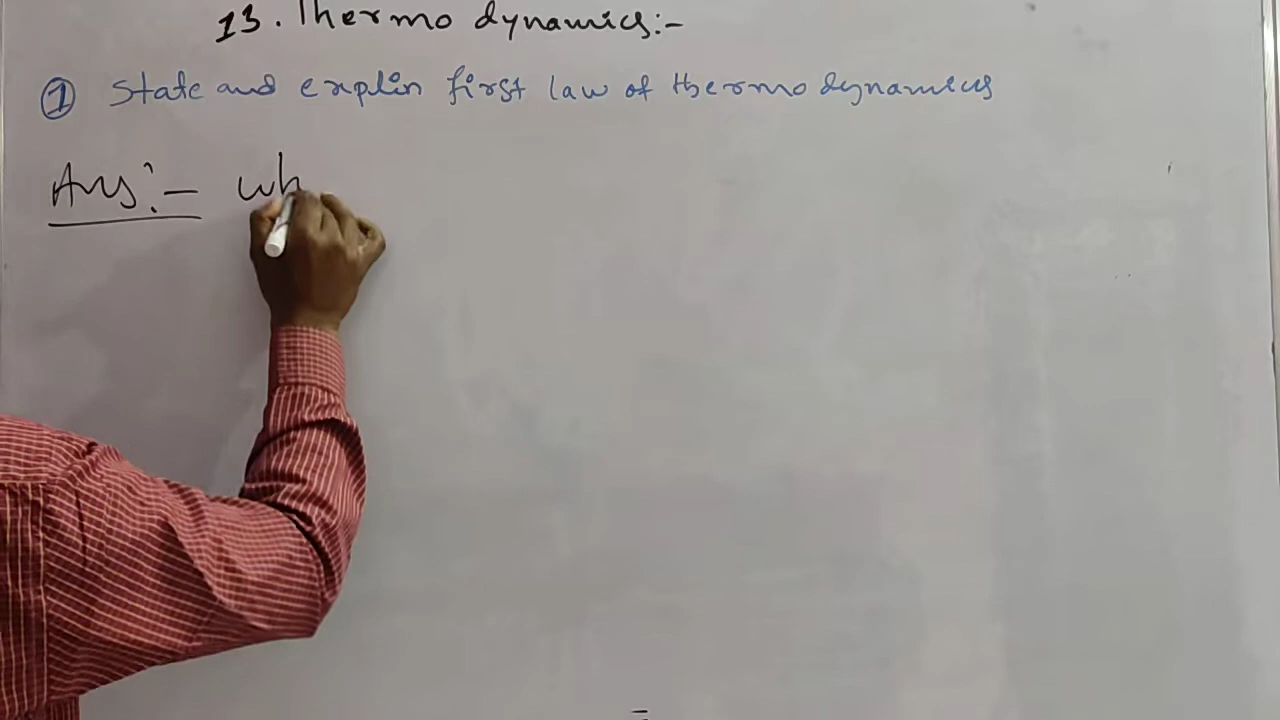 13. Thermo dynamics:-
① State and explin first law of thermo dynamics
Ans:- wh